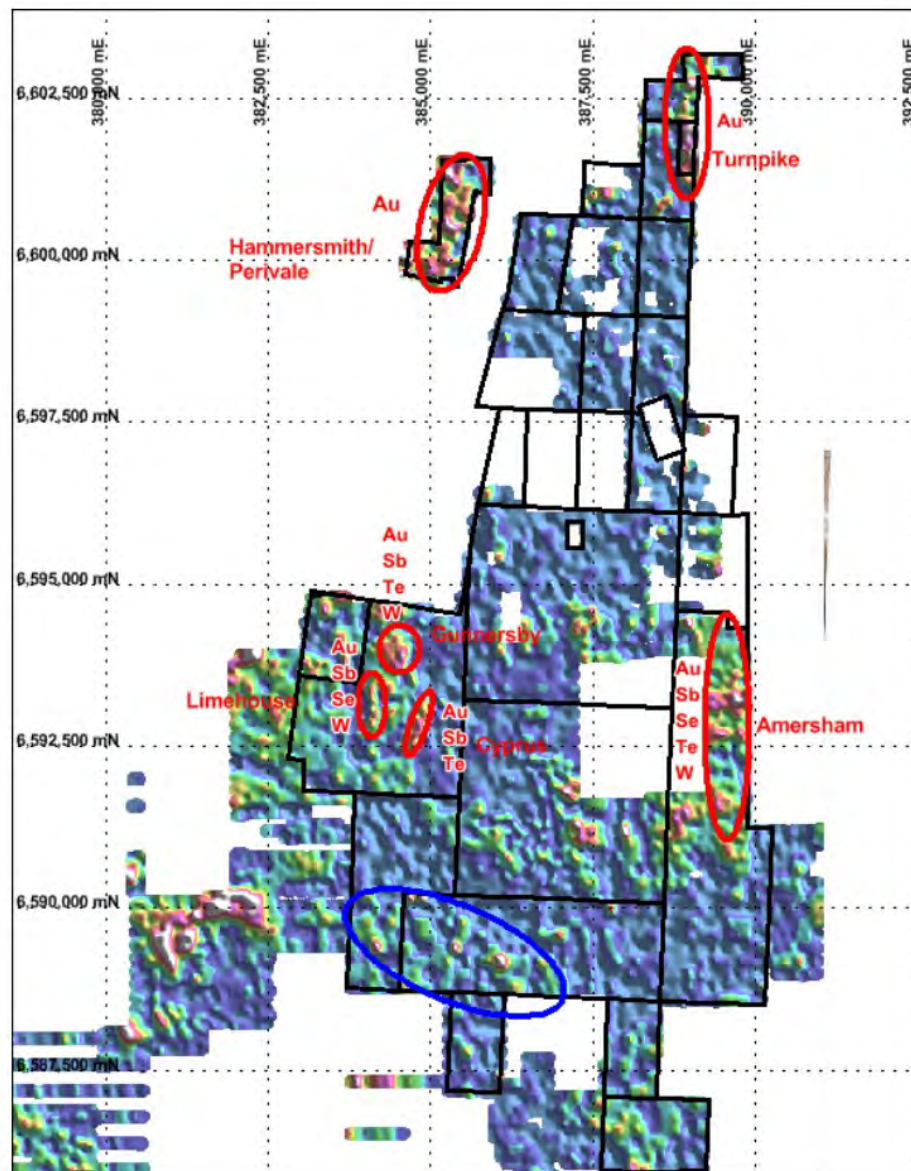 380,000 mE
382,500 mE
385,000 mE
387,500 mE
390,000 mE
6,602,500 mN
Au
Turnpike
Au
Hammersmith/
Perivale
6,600,000 mN
6,597,500 mN
6,595,000 mN
Au
Sb
Te
W
Gunnersby
Au
Sb
Se
W
Limehouse
Au
Sb
Te
Cyprus
Au
Sb
Se
Te
W
Amersham
6,592,500 mN
6,590,000 mN
6,587,500 mN